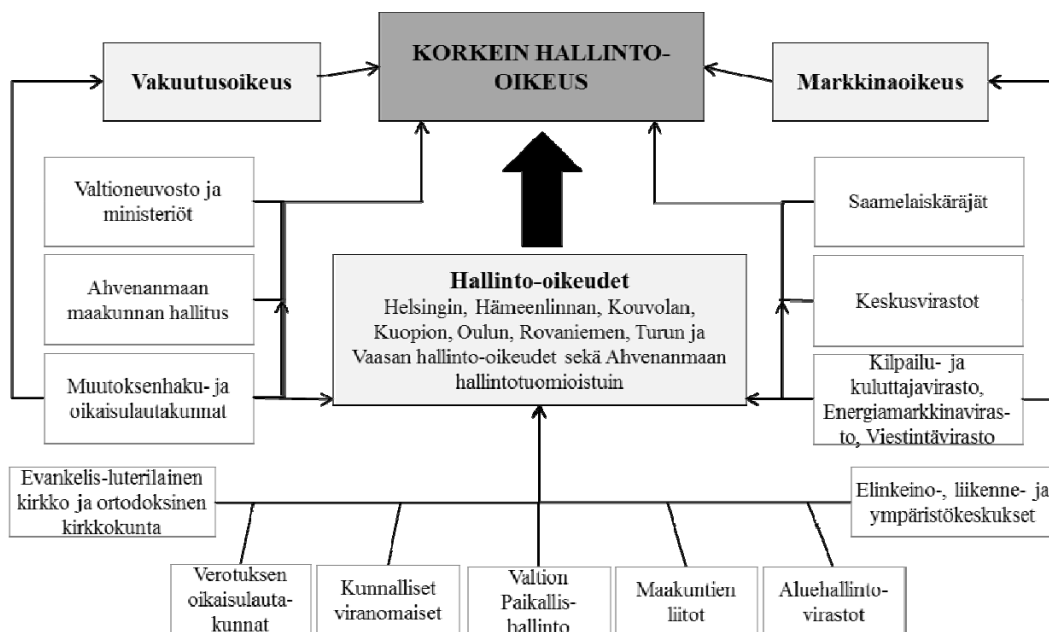 KORKEIN HALLINTO-
OIKEUS
Vakuutusoikeus
Markkinaoikeus
Valtioneuvosto ja
ministeriöt
Saamelaiskäräjät
Ahvenanmaan
maakunnan hallitus
Hallinto-oikeudet
Helsingin, Hämeenlinnan, Kouvolan,
Kuopion, Oulun, Rovaniemen, Turun ja
Vaasan hallinto-oikeudet sekä Ahvenanmaan
hallintotuomioistuin
Keskusvirastot
Muutoksenhaku- ja
oikaisulautakunnat
Kilpailu- ja
kuluttajavirasto,
Energiamarkkinaviras-
to, Viestintävirasto
Evankelis-luterilainen
kirkko ja ortodoksinen
kirkkokunta
Elinkeino-, liikenne- ja
ympäristökeskukset
Verotuksen
oikaisulauta-
kunnat
Kunnalliset
viranomaiset
Valtion
Paikallis-
hallinto
Maakuntien
liitot
Aluehallinto-
virastot